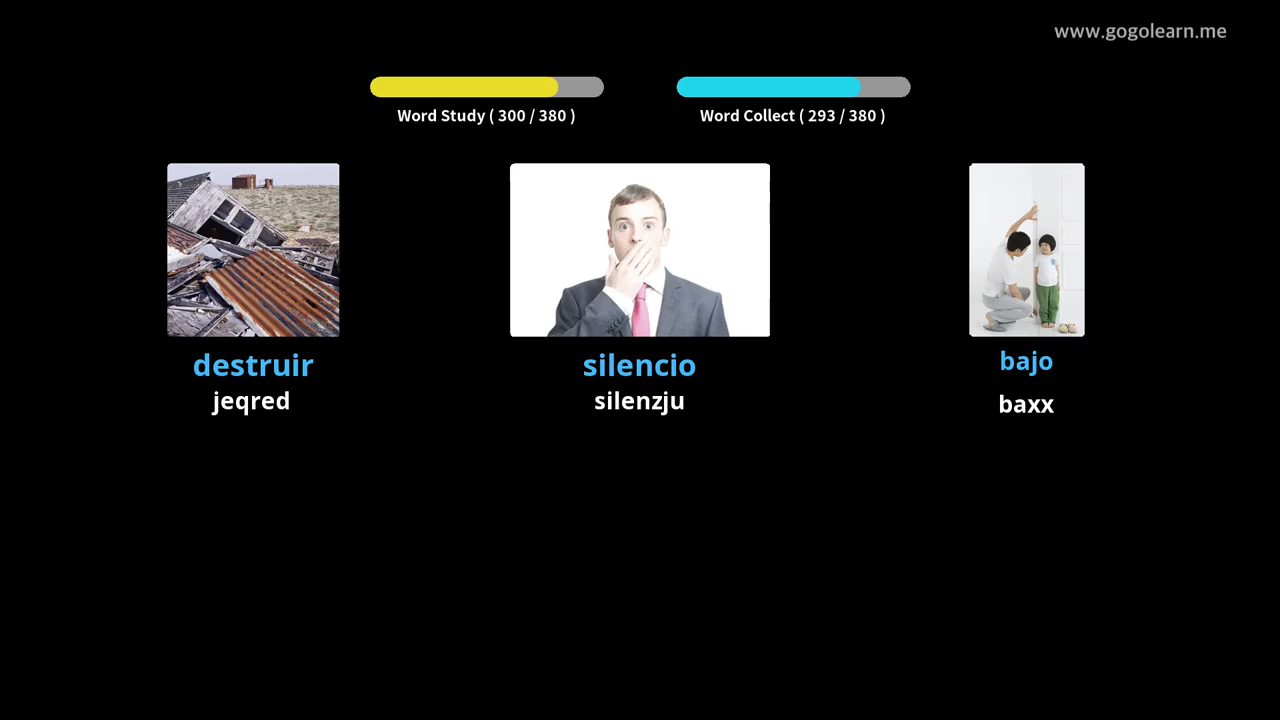 www.gogolearn.me
Word Study ( 300 / 380 )
Word Collect ( 293 / 380 )
destruir
jeqred
silencio
silenzju
bajo
baxx